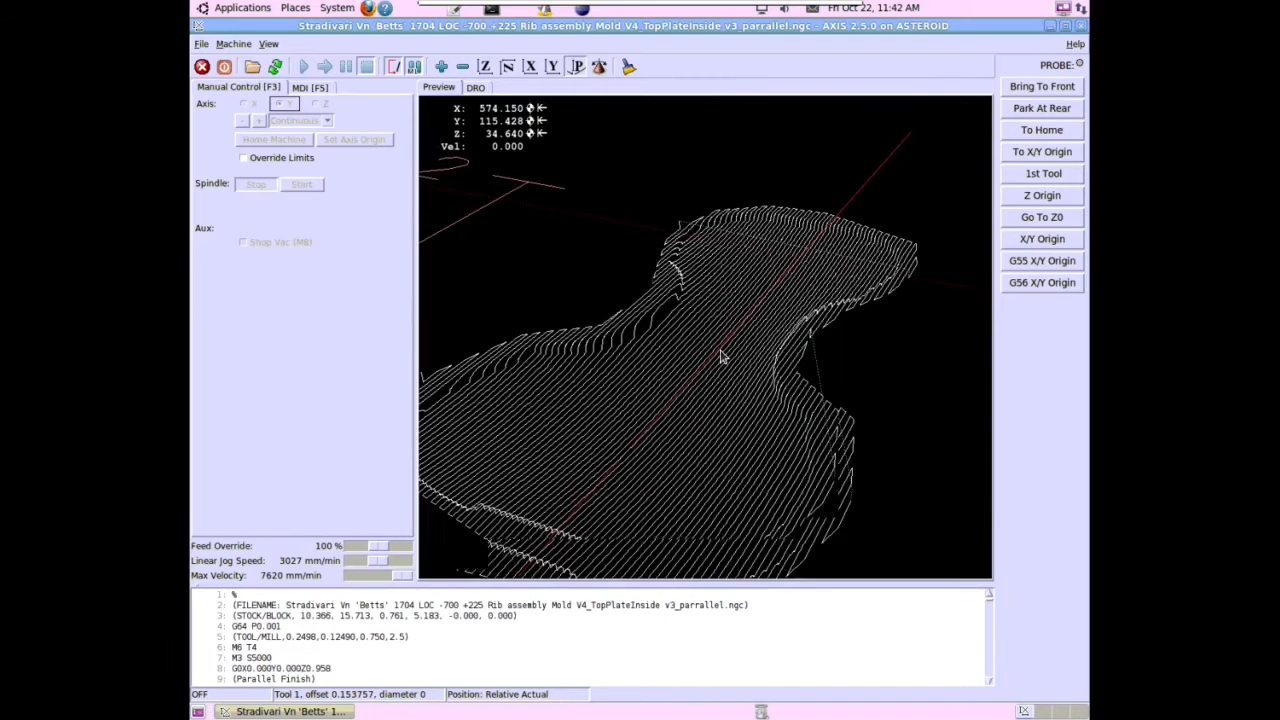 Applications Places System Fri Oct 22, 11:42 AM
Stradivari Vn 'Betts' 1704 LOC -700 +225 Rib assembly Mold V4_TopPlateInside v3_parrallel.ngc - AXIS 2.5.0 on ASTEROID
File Machine View Help
Z N X Y P
PROBE:
Manual Control [F3] MDI [F5]
Preview DRO
Axis: X Y Z
- + Continuous
Home Machine Set Axis Origin
Override Limits
Spindle: Stop Start
Aux:
Shop Vac (M8)
X: 574.150
Y: 115.428
Z: 34.640
Vel: 0.000
Bring To Front
Park At Rear
To Home
To X/Y Origin
1st Tool
Z Origin
Go To Z0
X/Y Origin
G55 X/Y Origin
G56 X/Y Origin
Feed Override: 100 %
Linear Jog Speed: 3027 mm/min
Max Velocity: 7620 mm/min
1: %
2: (FILENAME: Stradivari Vn 'Betts' 1704 LOC -700 +225 Rib assembly Mold V4_TopPlateInside v3_parrallel.ngc)
3: (STOCK/BLOCK, 10.366, 15.713, 0.761, 5.183, -0.000, 0.000)
4: G64 P0.001
5: (TOOL/MILL,0.2498,0.12490,0.750,2.5)
6: M6 T4
7: M3 S5000
8: G0X0.000Y0.000Z0.958
9: (Parallel Finish)
OFF Tool 1, offset 0.153757, diameter 0 Position: Relative Actual
Stradivari Vn 'Betts' 1...